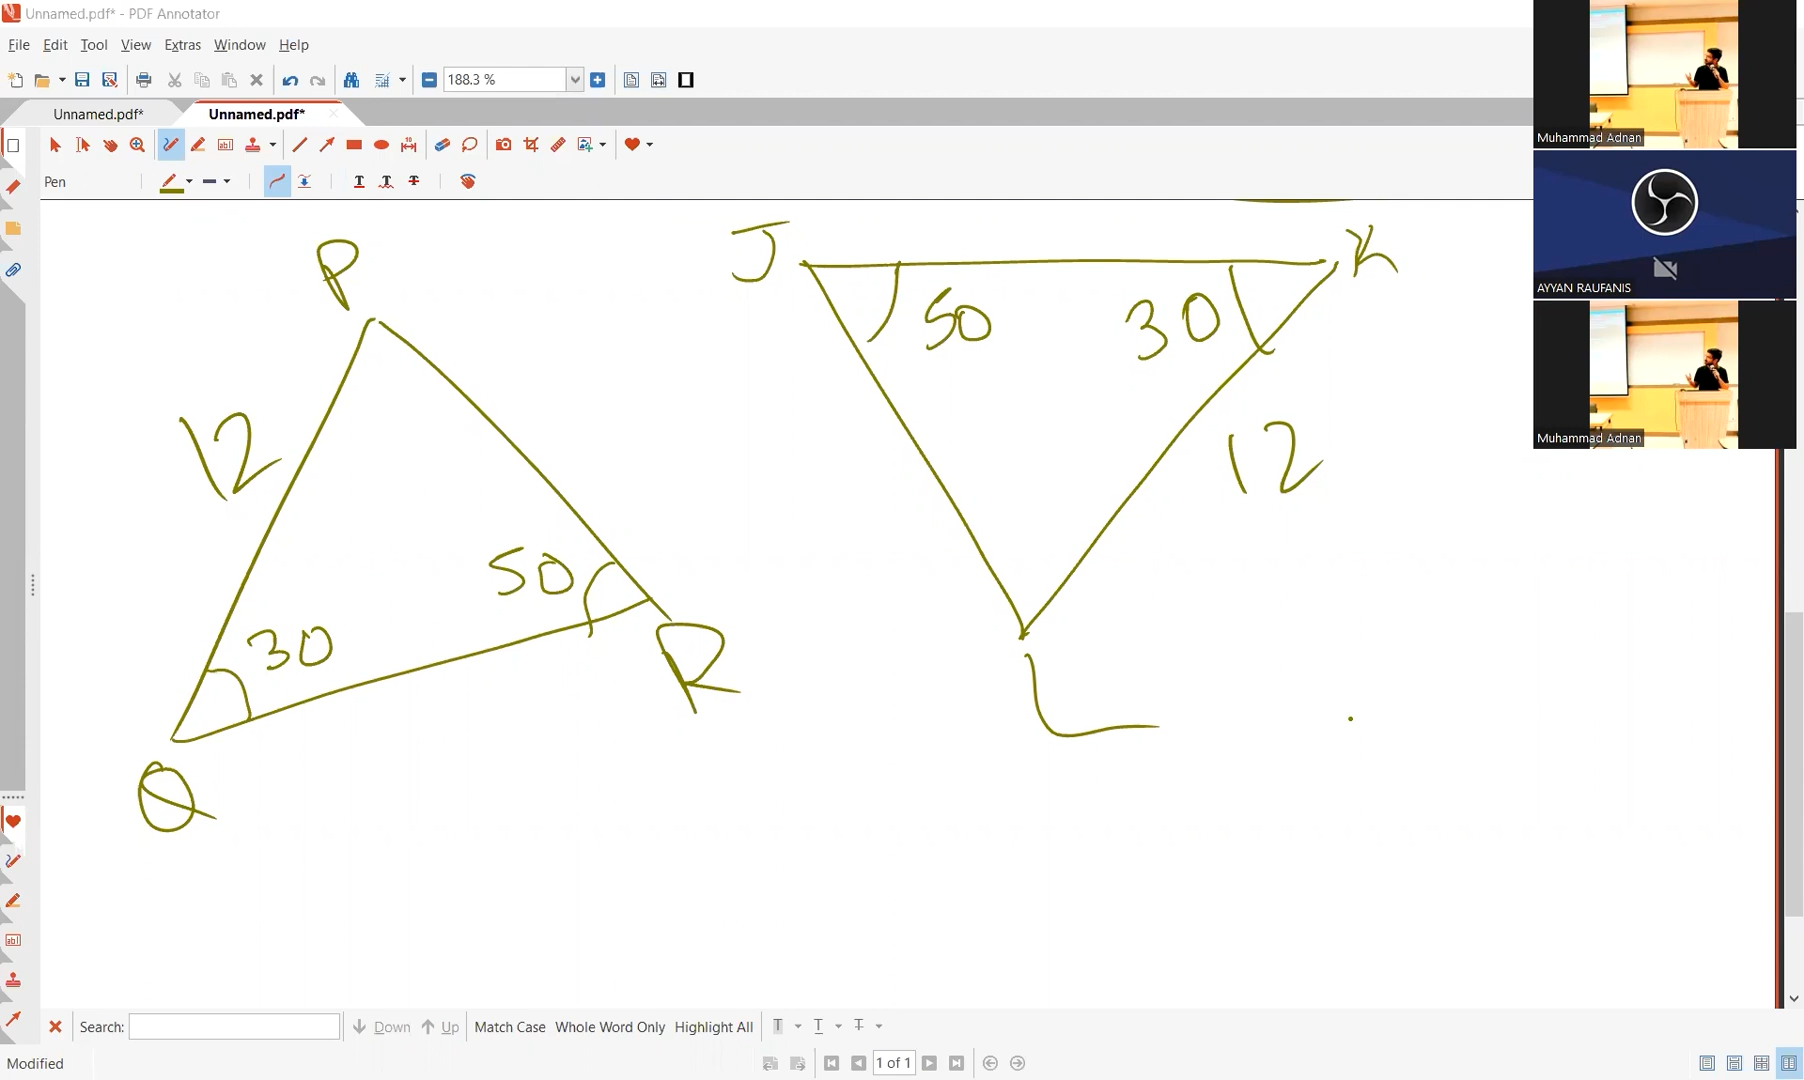 Unnamed.pdf* - PDF Annotator
File Edit Tool View Extras Window Help
188.3 %
Unnamed.pdf* Unnamed.pdf*
Pen
P
12
30
50
Q
R
J
K
50
30
12
L
Muhammad Adnan
AYYAN RAUFANIS
Muhammad Adnan
Search: Down Up Match Case Whole Word Only Highlight All
Modified
1 of 1